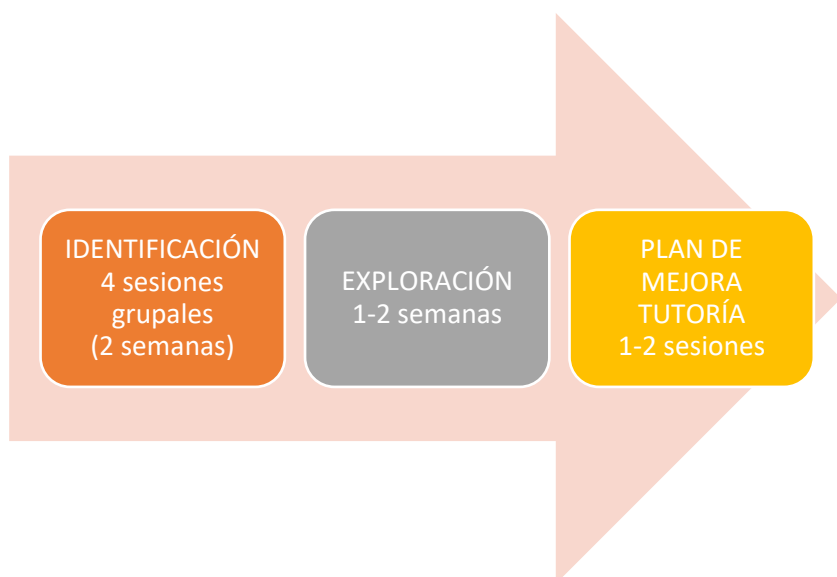 IDENTIFICACIÓN
4 sesiones
grupales
(2 semanas)
EXPLORACIÓN
1-2 semanas
PLAN DE
MEJORA
TUTORÍA
1-2 sesiones